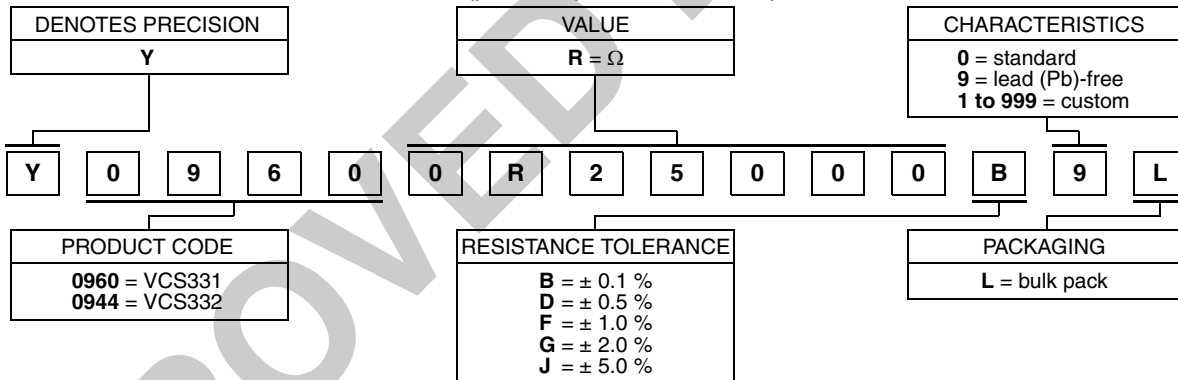 DENOTES PRECISION
Y
VALUE
R = Ω
CHARACTERISTICS
0 = standard
9 = lead (Pb)-free
1 to 999 = custom
Y 0 9 6 0 0 R 2 5 0 0 0 B 9 L
PRODUCT CODE
0960 = VCS331
0944 = VCS332
RESISTANCE TOLERANCE
B = ± 0.1 %
D = ± 0.5 %
F = ± 1.0 %
G = ± 2.0 %
J = ± 5.0 %
PACKAGING
L = bulk pack